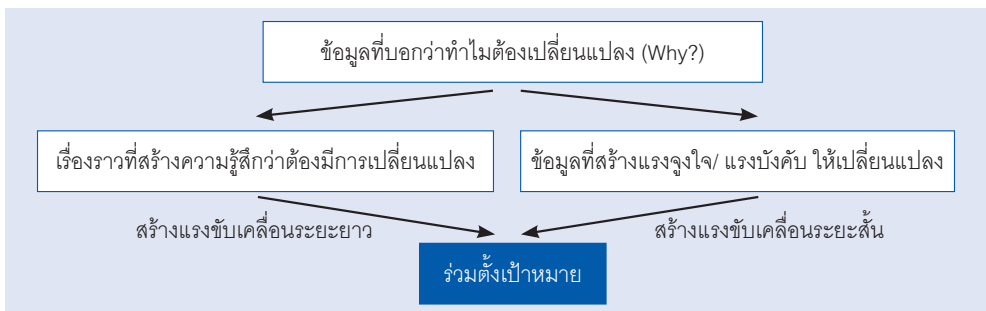 ข้อมูลที่บอกว่าทำไมต้องเปลี่ยนแปลง (Why?)
เรื่องราวที่สร้างความรู้สึกว่าต้องมีการเปลี่ยนแปลง
ข้อมูลที่สร้างแรงจูงใจ/ แรงบังคับ ให้เปลี่ยนแปลง
สร้างแรงขับเคลื่อนระยะยาว
สร้างแรงขับเคลื่อนระยะสั้น
ร่วมตั้งเป้าหมาย